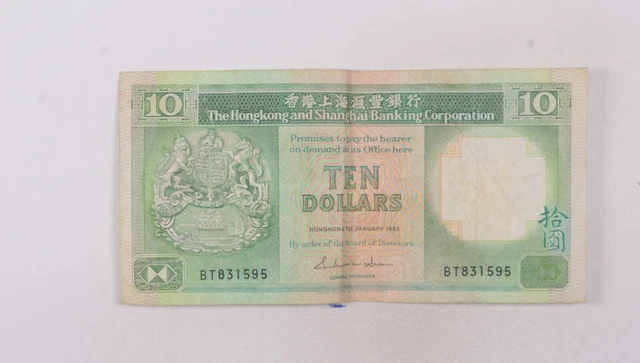 10 香港上海滙豐銀行 10
The Hongkong and Shanghai Banking Corporation
Promises to pay the bearer
on demand at its Office here
TEN
DOLLARS
拾
圓
HONGKONG 1 JANUARY
By order of the Board of Directors
BT831595 BT831595